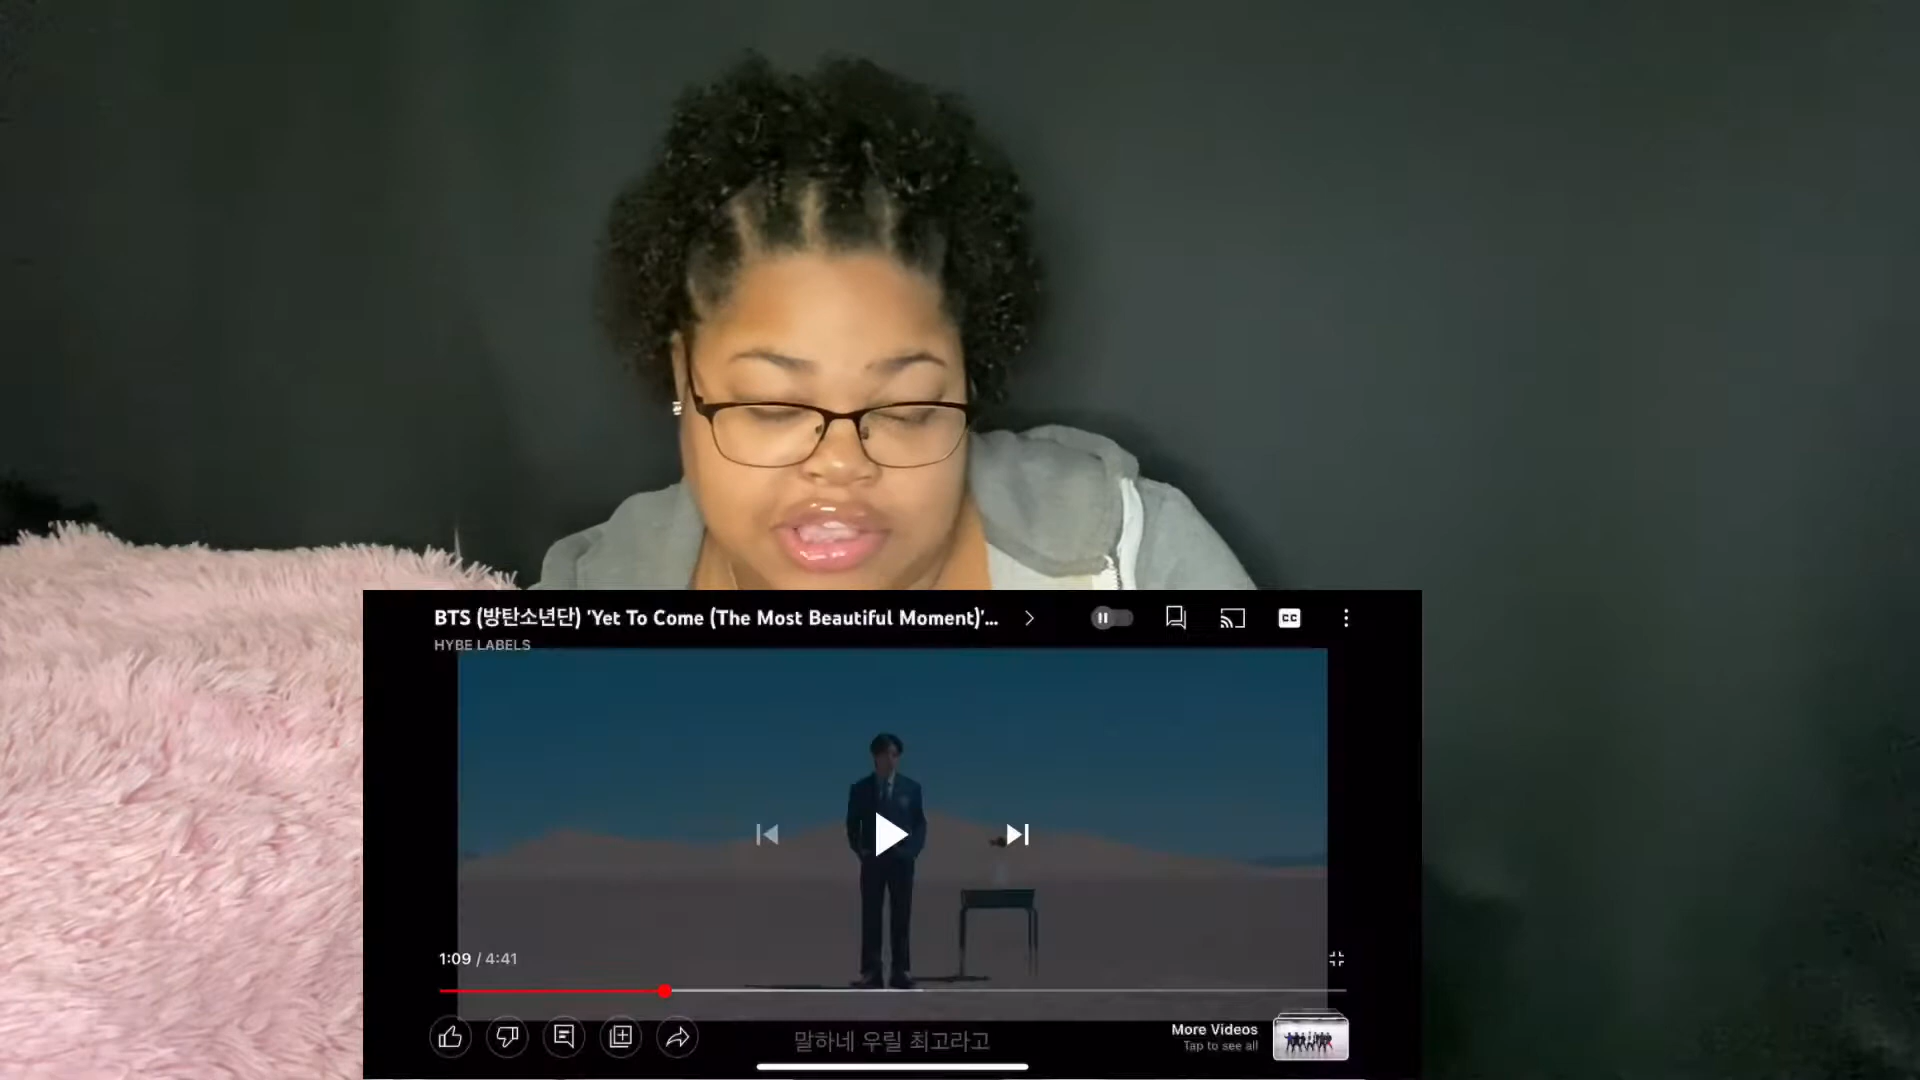 BTS (방탄소년단) 'Yet To Come (The Most Beautiful Moment)'...
HYBE LABELS
CC
1:09 / 4:41
More Videos
Tap to see all
말하네 우릴 최고라고